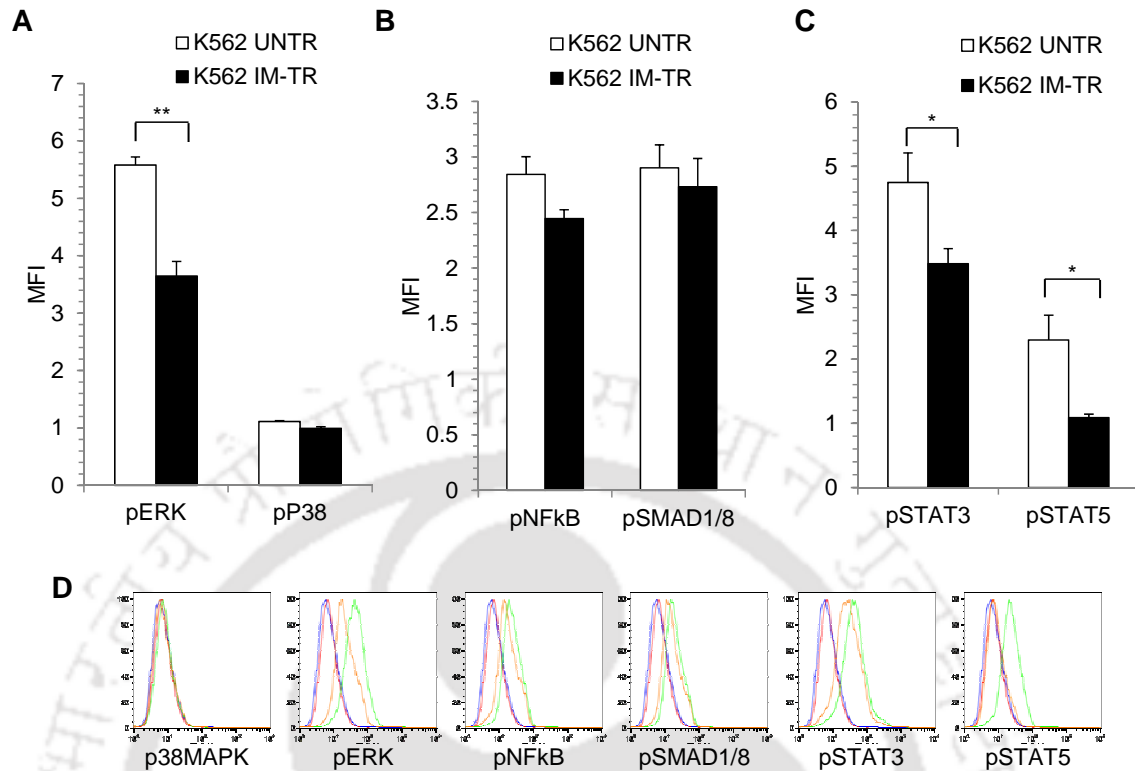 A
K562 UNTR
K562 IM-TR
7
6
5
4
3
2
1
0
MFI
**
pERK pP38
B
K562 UNTR
K562 IM-TR
3.5
3
2.5
2
1.5
1
0.5
0
MFI
pNFkB pSMAD1/8
C
K562 UNTR
K562 IM-TR
6
5
4
3
2
1
0
MFI
*
*
pSTAT3 pSTAT5
D
p38MAPK pERK pNFkB pSMAD1/8 pSTAT3 pSTAT5